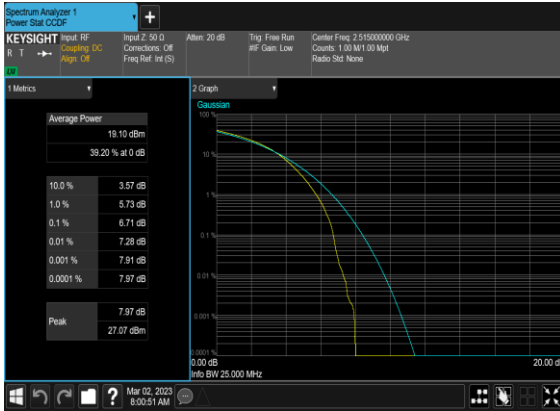 Spectrum Analyzer 1
Power Stat CCDF
+
KEYSIGHT
R T
LXI
Input: RF
Coupling: DC
Align: Off
Input Z: 50 Ω
Corrections: Off
Freq Ref: Int (S)
Atten: 20 dB
Trig: Free Run
#IF Gain: Low
Center Freq: 2.515000000 GHz
Counts: 1.00 M/1.00 Mpt
Radio Std: None
1 Metrics
Average Power
19.10 dBm
39.20 % at 0 dB
10.0 % 3.57 dB
1.0 % 5.73 dB
0.1 % 6.71 dB
0.01 % 7.28 dB
0.001 % 7.91 dB
0.0001 % 7.97 dB
Peak
7.97 dB
27.07 dBm
2 Graph
Gaussian
100 %
10 %
1 %
0.1 %
0.01 %
0.001 %
0.0001 %
0.00 dB
20.00 d
Info BW 25.000 MHz
?
Mar 02, 2023
8:00:51 AM